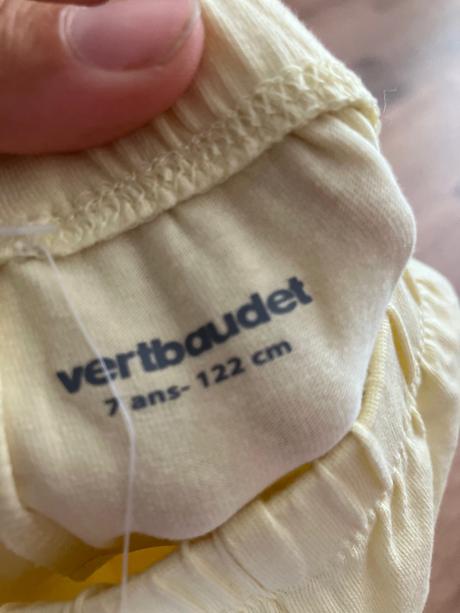 vertbaudet
7 ans- 122 cm